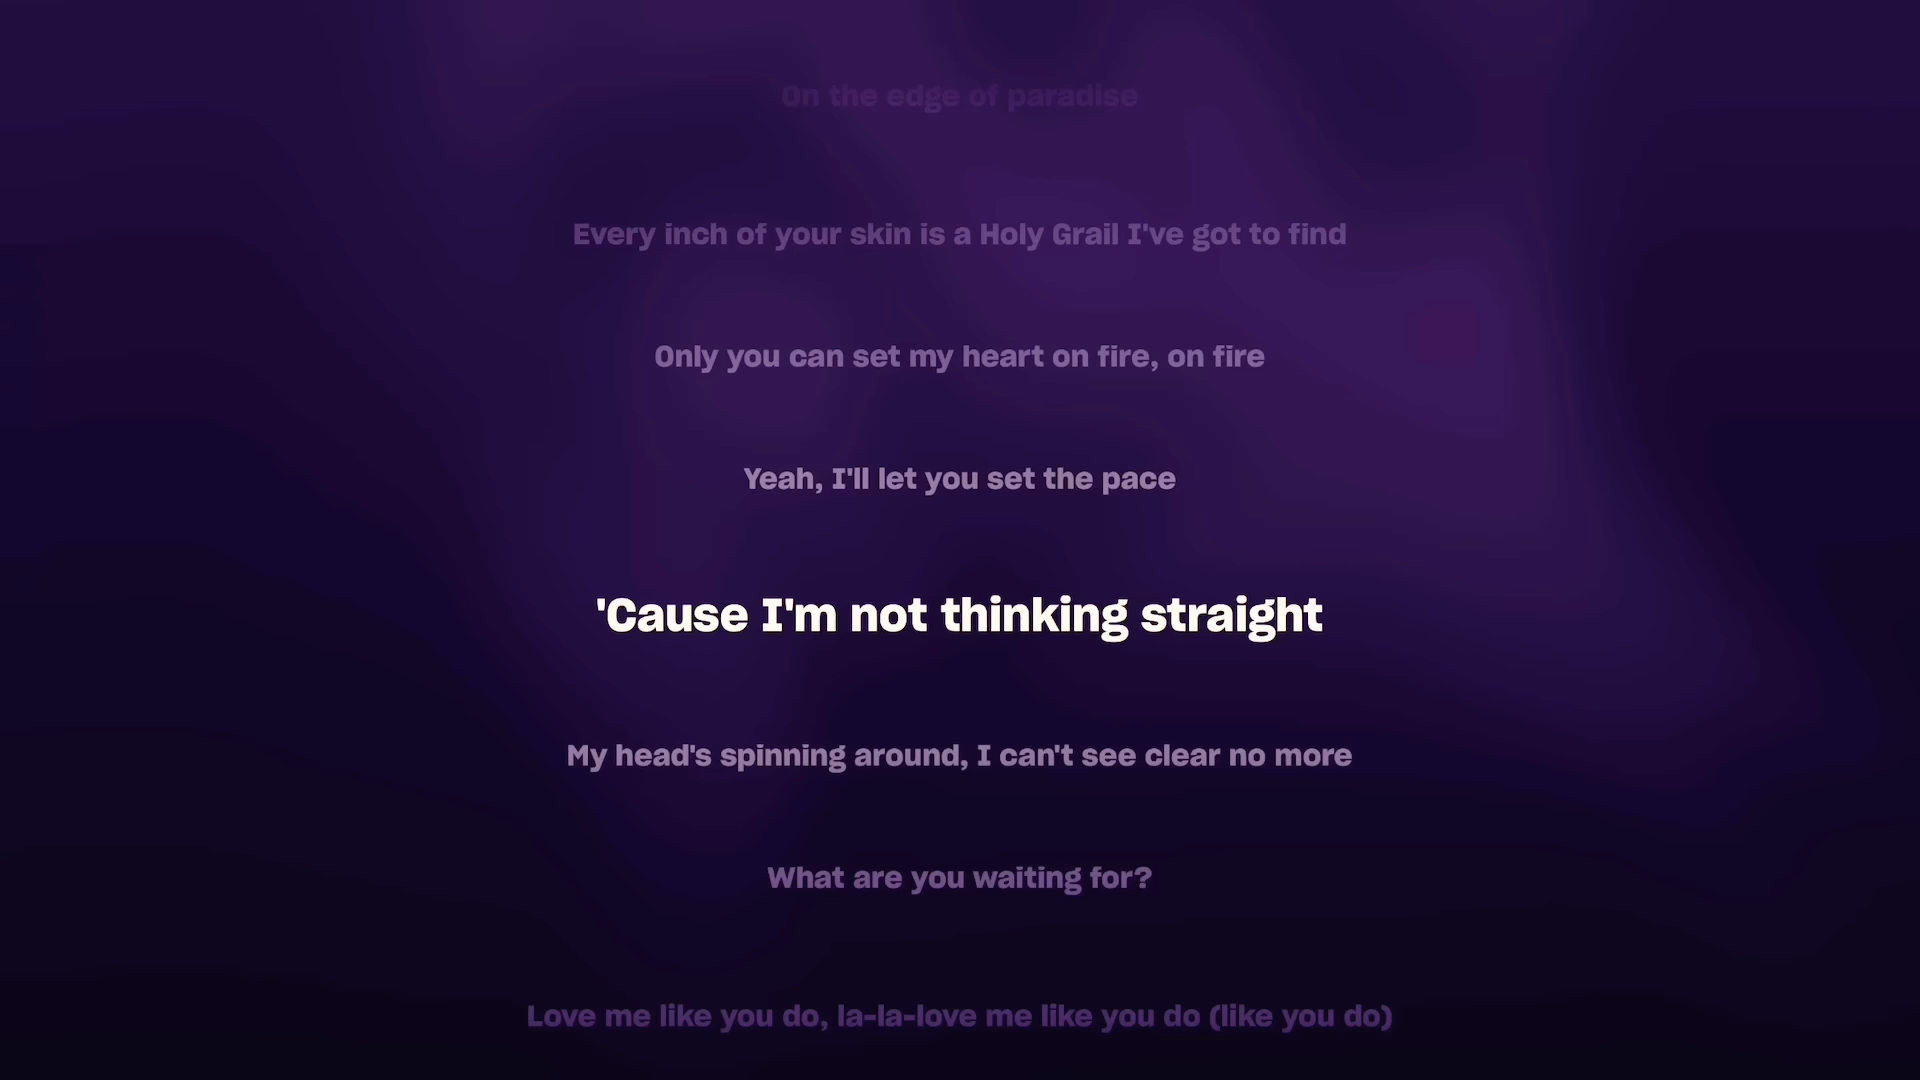 On the edge of paradise
Every inch of your skin is a Holy Grail I've got to find
Only you can set my heart on fire, on fire
Yeah, I'll let you set the pace
'Cause I'm not thinking straight
My head's spinning around, I can't see clear no more
What are you waiting for?
Love me like you do, la-la-love me like you do (like you do)